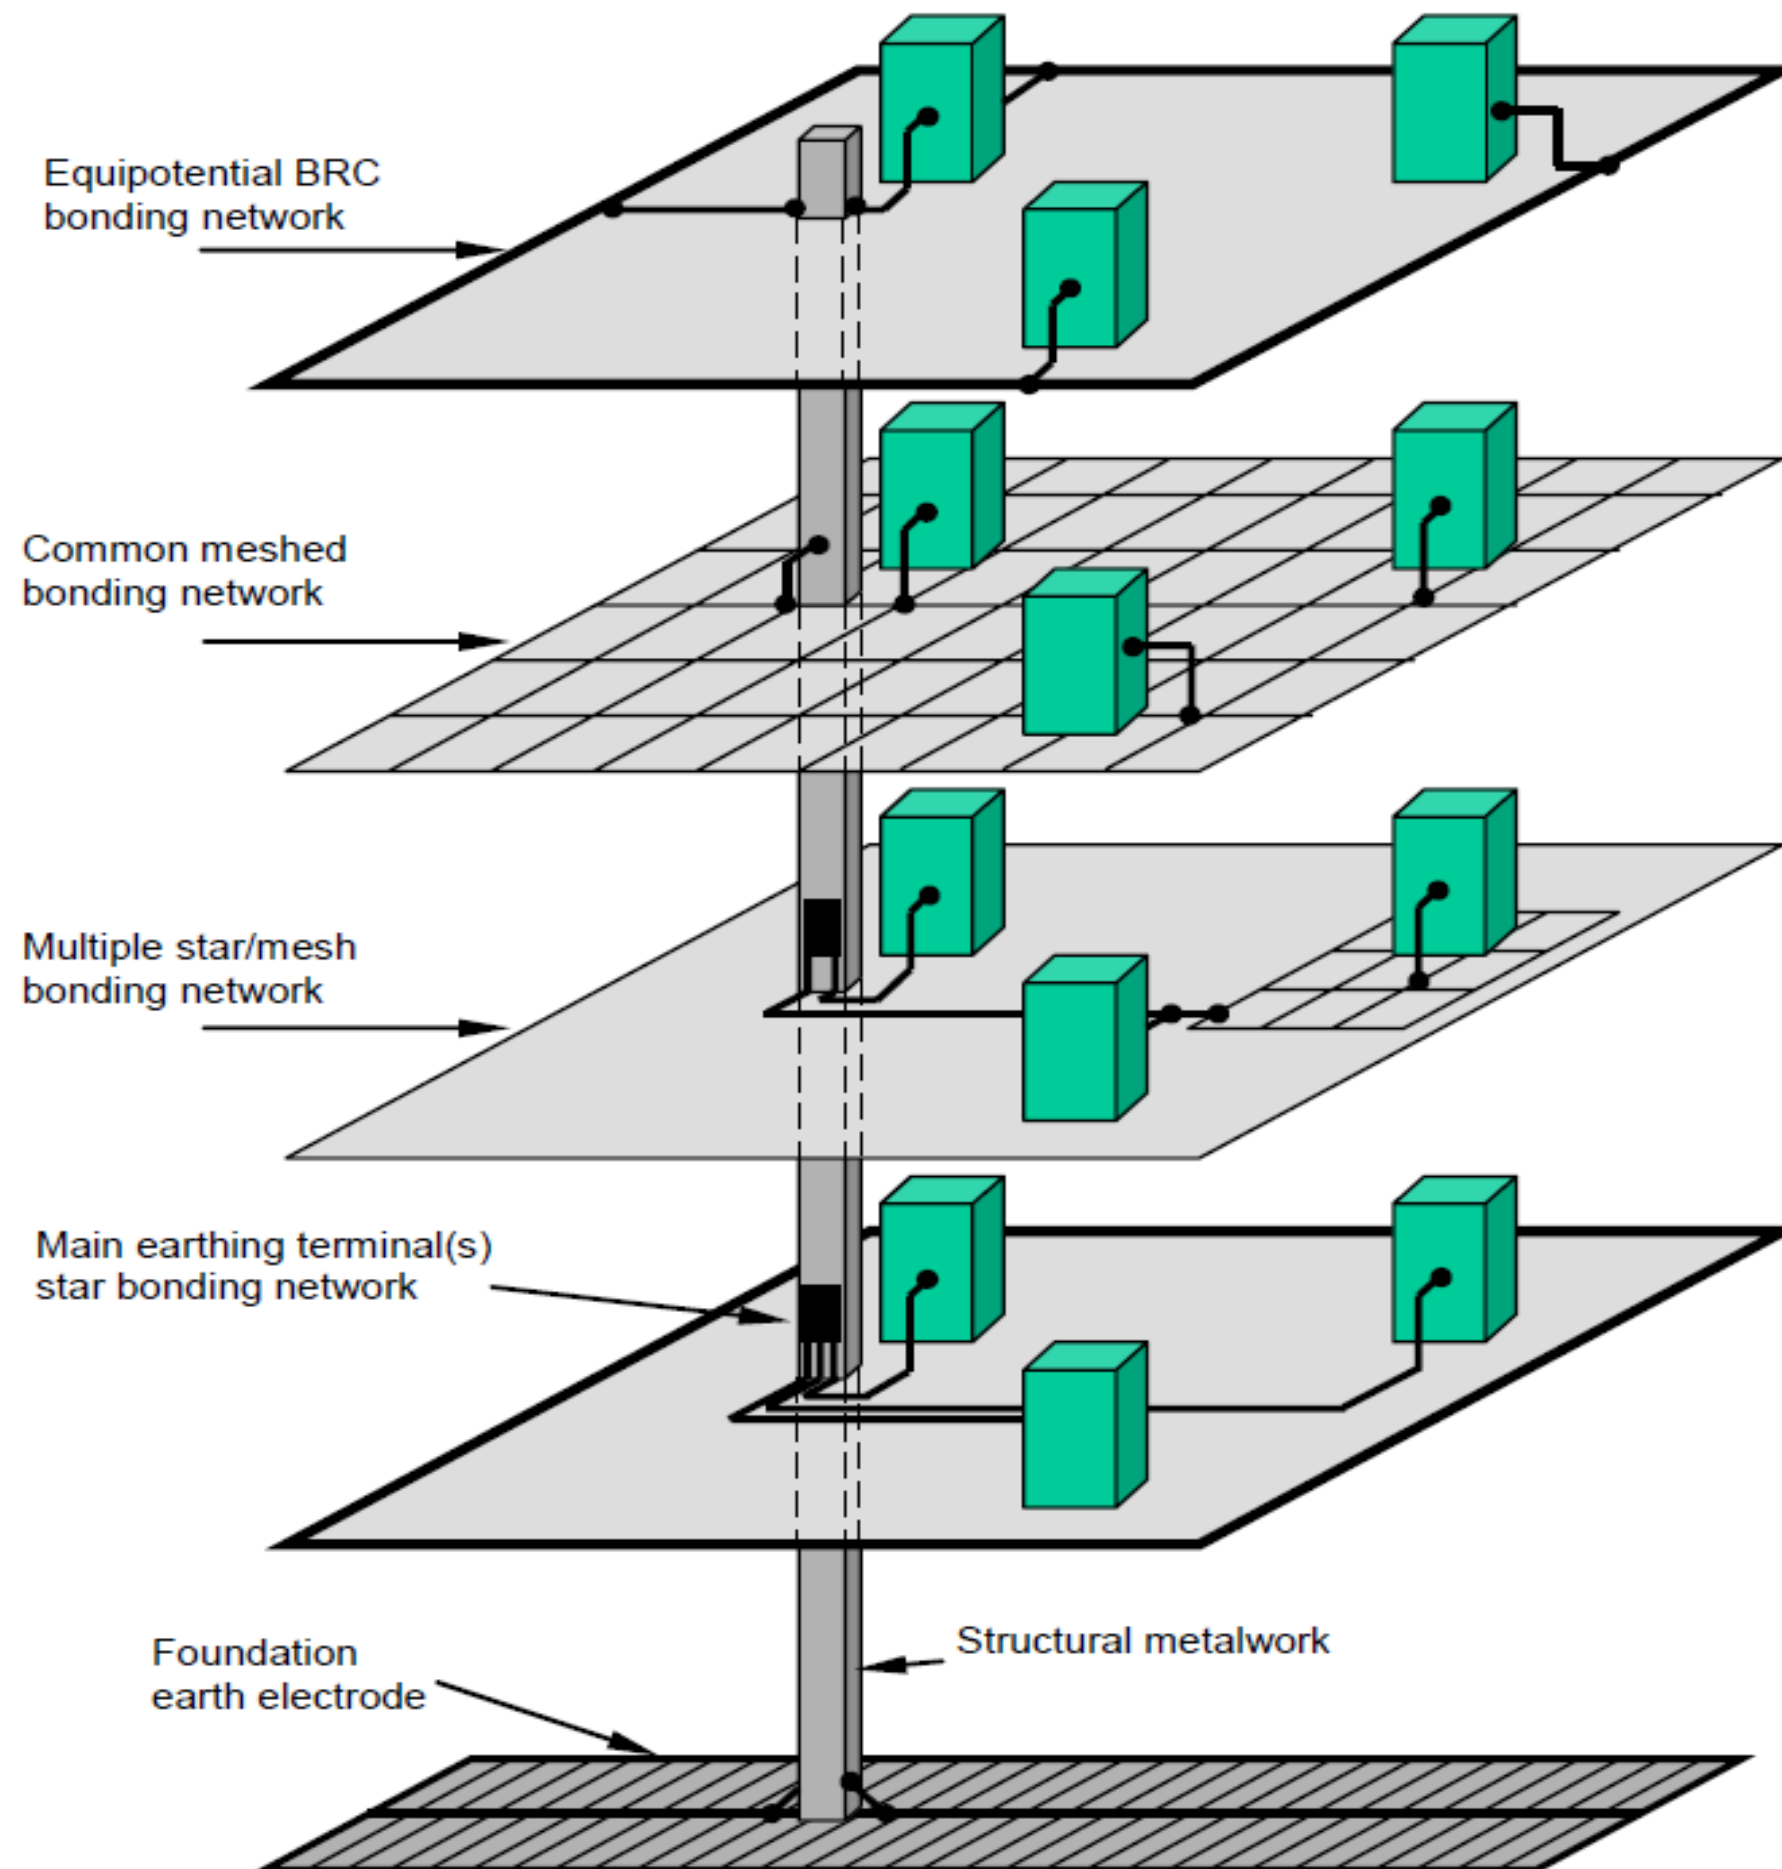 Equipotential BRC
bonding network
Common meshed
bonding network
Multiple star/mesh
bonding network
Main earthing terminal(s)
star bonding network
Structural metalwork
Foundation
earth electrode